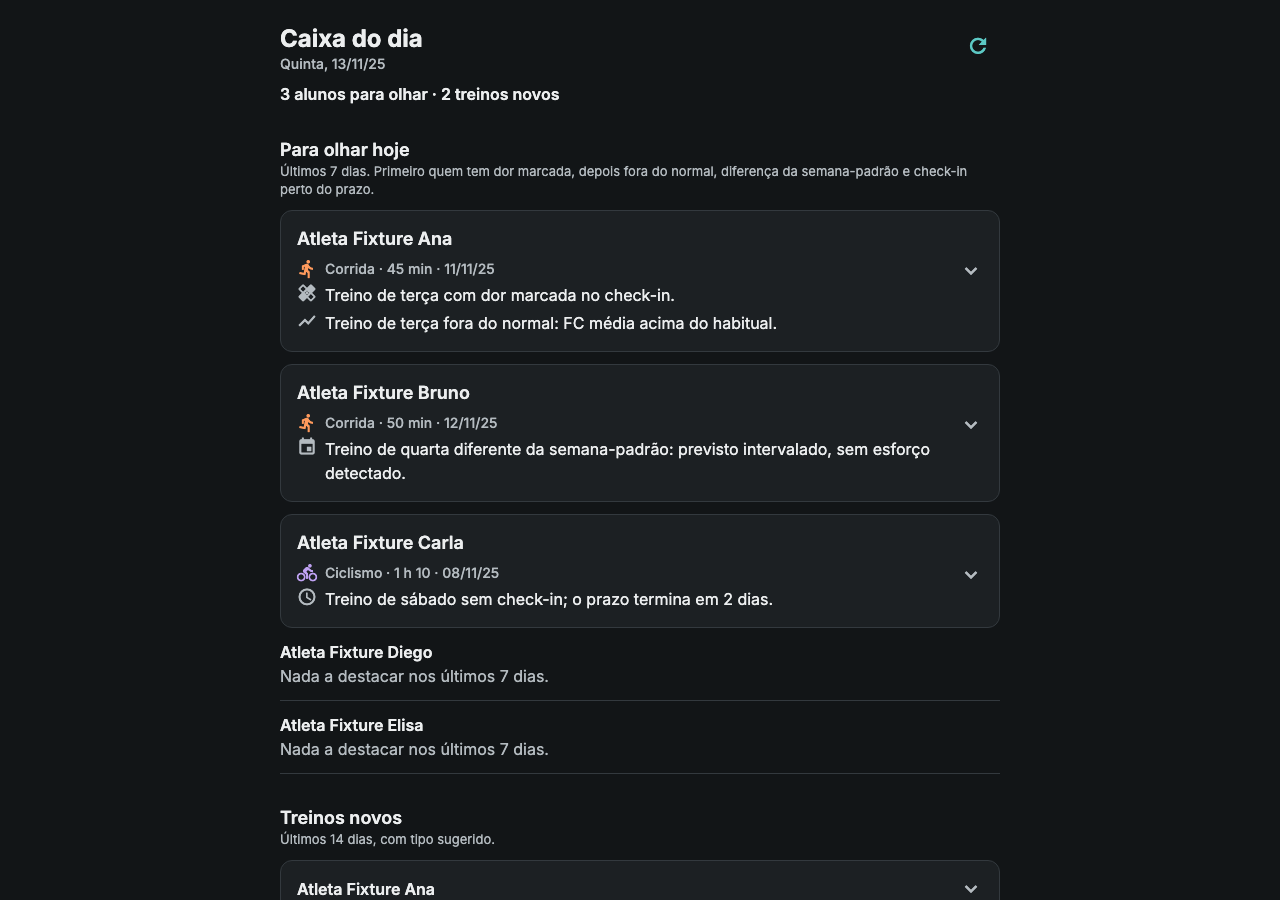 Caixa do dia
Quinta, 13/11/25
3 alunos para olhar · 2 treinos novos
Para olhar hoje
Últimos 7 dias. Primeiro quem tem dor marcada, depois fora do normal, diferença da semana-padrão e check-in
perto do prazo.
Atleta Fixture Ana
Corrida · 45 min · 11/11/25
Treino de terça com dor marcada no check-in.
Treino de terça fora do normal: FC média acima do habitual.
Atleta Fixture Bruno
Corrida · 50 min · 12/11/25
Treino de quarta diferente da semana-padrão: previsto intervalado, sem esforço
detectado.
Atleta Fixture Carla
Ciclismo · 1 h 10 · 08/11/25
Treino de sábado sem check-in; o prazo termina em 2 dias.
Atleta Fixture Diego
Nada a destacar nos últimos 7 dias.
Atleta Fixture Elisa
Nada a destacar nos últimos 7 dias.
Treinos novos
Últimos 14 dias, com tipo sugerido.
Atleta Fixture Ana